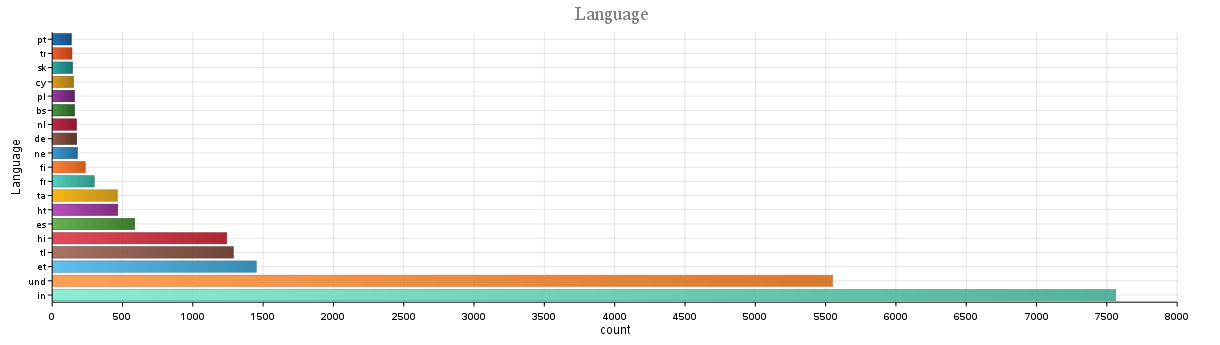 Language
pt
tr
sk
cy
pl
bs
nl
de
ne
fi
fr
ta
ht
es
hi
tl
et
und
in
Language
0 500 1000 1500 2000 2500 3000 3500 4000 4500 5000 5500 6000 6500 7000 7500 8000
count